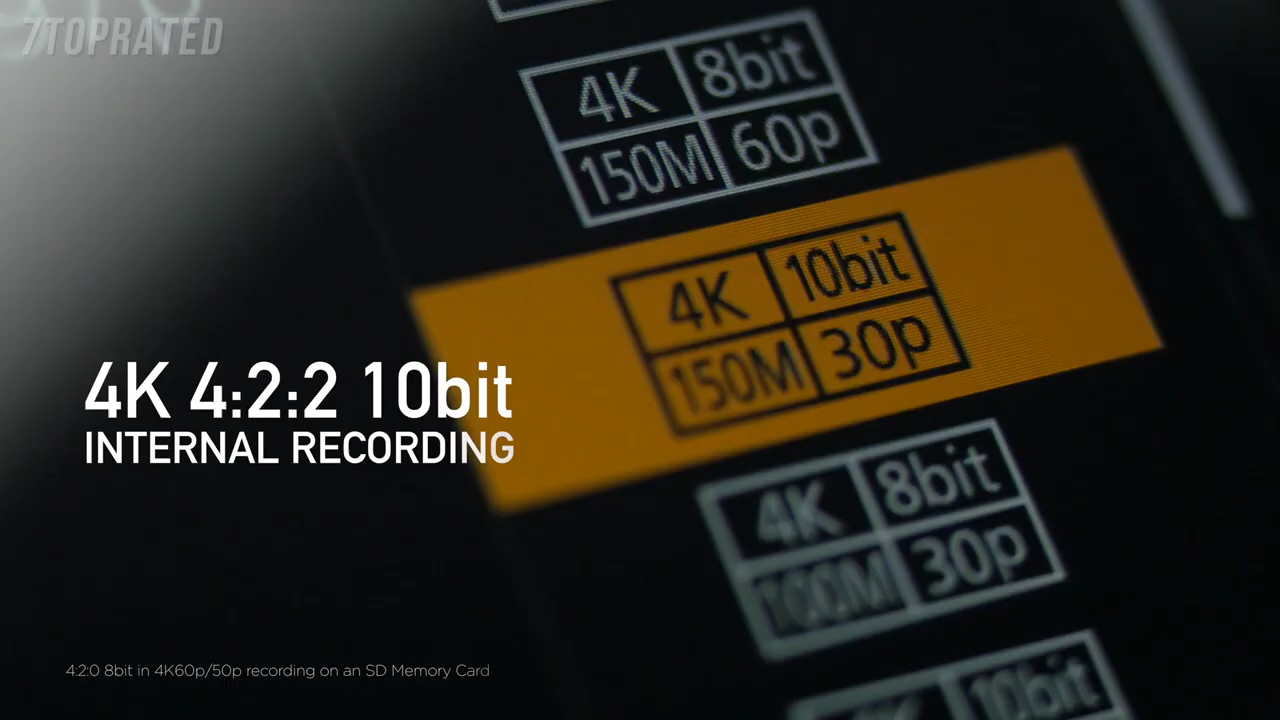 7TOPRATED
4K 8bit
150M 60p
4K 10bit
150M 30p
4K 4:2:2 10bit
INTERNAL RECORDING
4K 8bit
100M 30p
4:2:0 8bit in 4K60p/50p recording on an SD Memory Card
4K 10bit